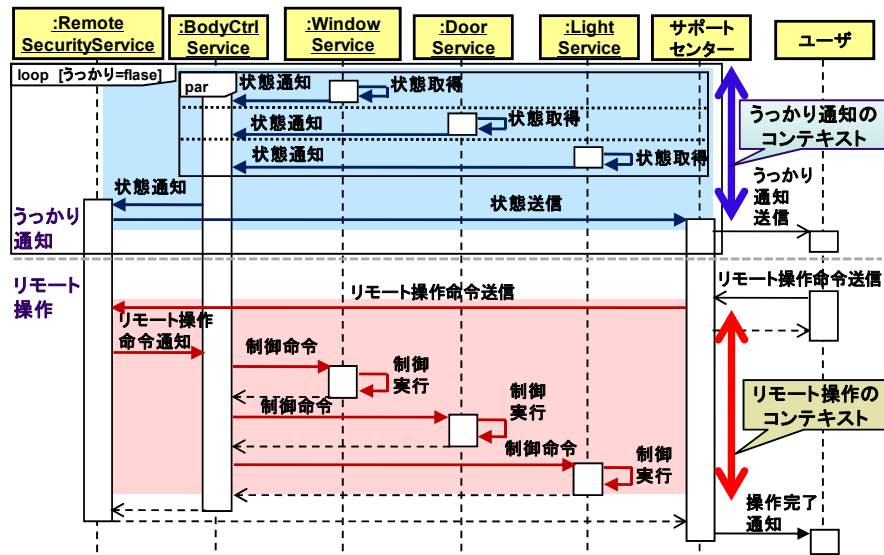 :Remote
SecurityService
:BodyCtrl
Service
:Window
Service
:Door
Service
:Light
Service
サポート
センター
ユーザ
loop [うっかり=flase]
par
状態通知
状態取得
状態通知
状態取得
状態通知
状態取得
うっかり通知の
コンテキスト
状態通知
状態送信
うっかり
通知
送信
うっかり
通知
リモート
操作
リモート操作命令送信
リモート操作命令送信
リモート操作
命令通知
制御命令
制御
実行
制御命令
制御
実行
リモート操作の
コンテキスト
制御命令
制御
実行
操作完了
通知